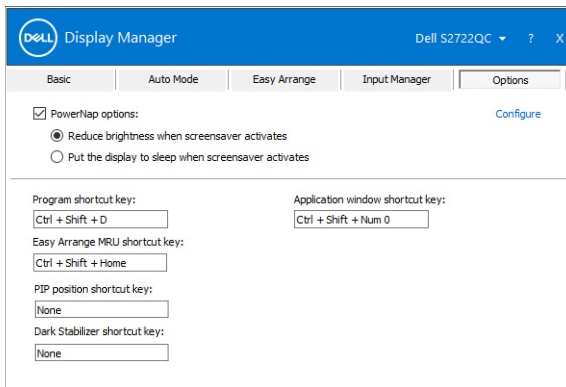 DELL Display Manager
Dell S2722QC ? X
Basic Auto Mode Easy Arrange Input Manager Options
PowerNap options: Configure
Reduce brightness when screensaver activates
Put the display to sleep when screensaver activates
Program shortcut key: Application window shortcut key:
Ctrl + Shift + D Ctrl + Shift + Num 0
Easy Arrange MRU shortcut key:
Ctrl + Shift + Home
PIP position shortcut key:
None
Dark Stabilizer shortcut key:
None